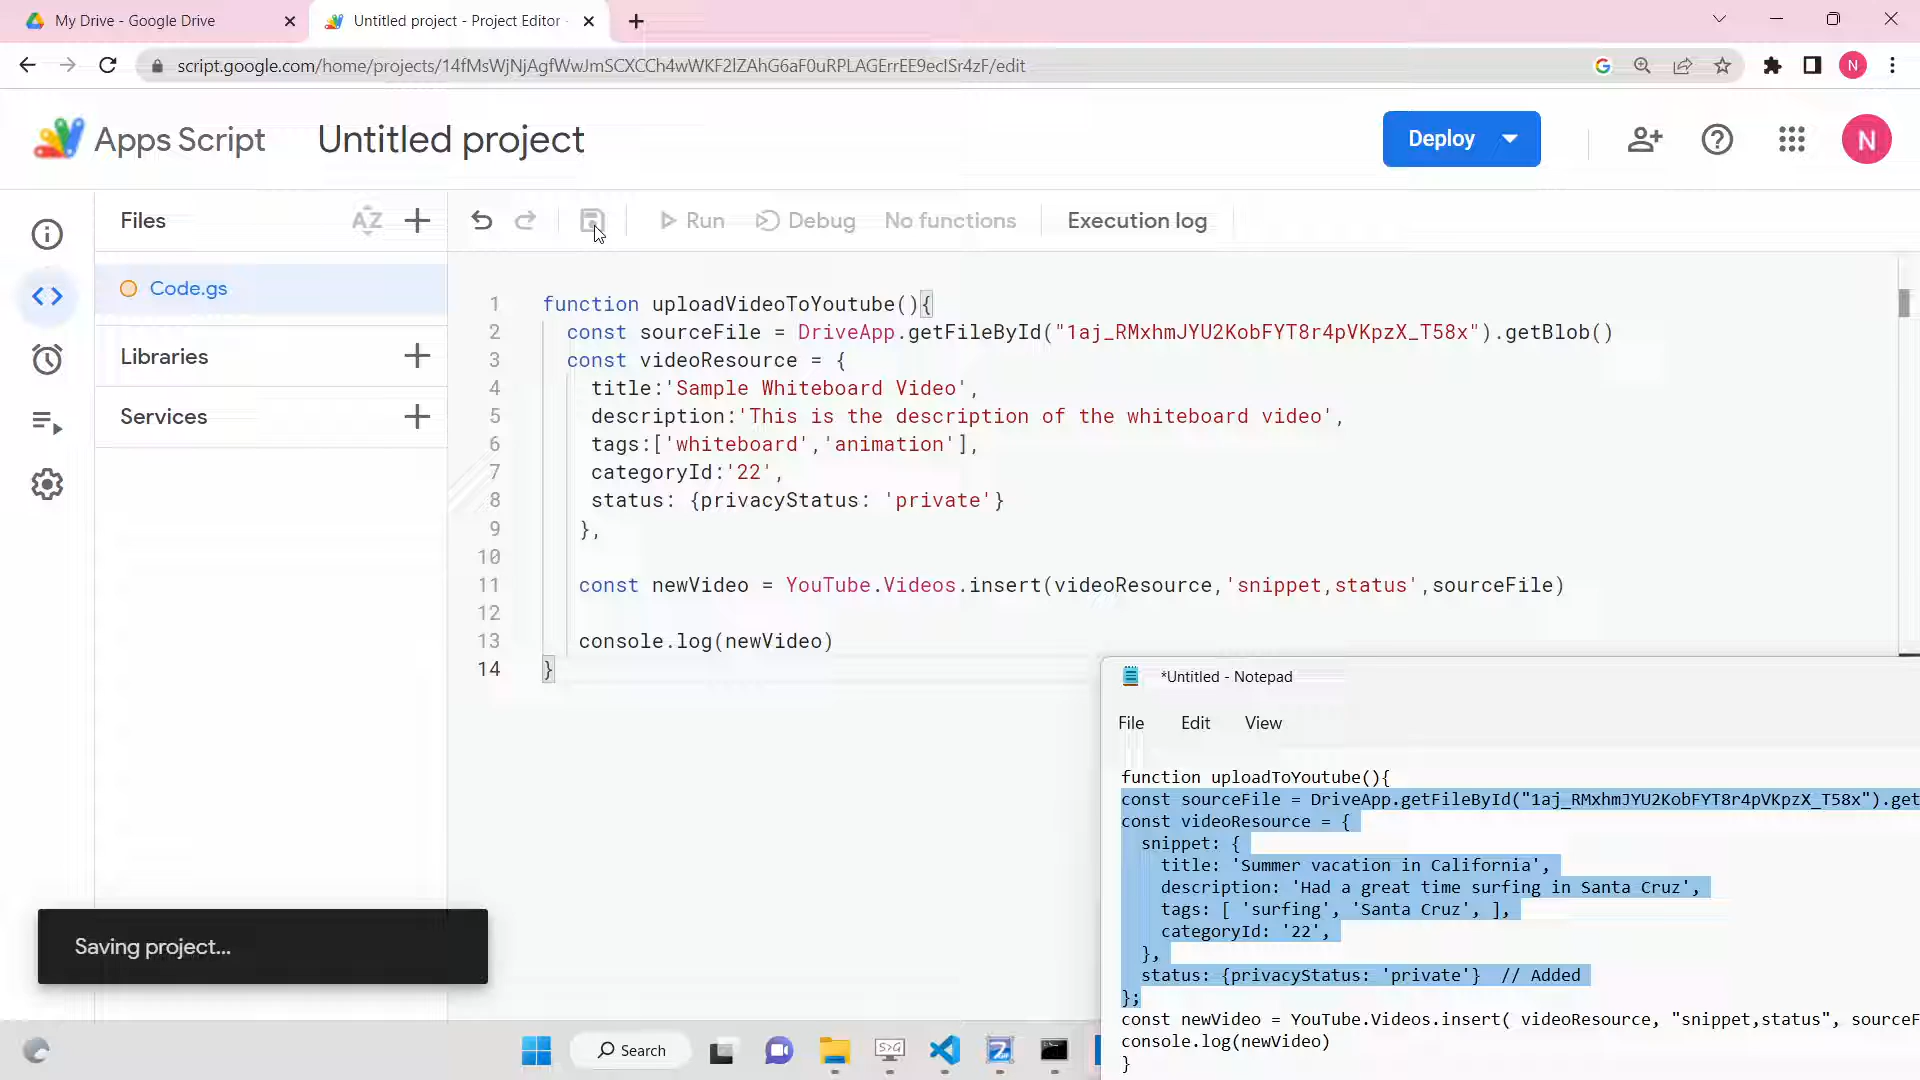 My Drive - Google Drive
Untitled project - Project Editor -
script.google.com/home/projects/14fMsWjNjAgfWwJmSCXCCh4wWKF2lZAhG6aF0uRPLAGErrEE9ecISr4zF/edit
N
Apps Script
Untitled project
Deploy
N
Files
AZ
Run
Debug
No functions
Execution log
Code.gs
Libraries
Services
1 function uploadVideoToYoutube(){
2 const sourceFile = DriveApp.getFileById("1aj_RMxhmJYU2KobFYT8r4pVKpzX_T58x").getBlob()
3 const videoResource = {
4 title:'Sample Whiteboard Video',
5 description:'This is the description of the whiteboard video',
6 tags:['whiteboard','animation'],
7 categoryId:'22',
8 status: {privacyStatus: 'private'}
9 },
10
11 const newVideo = YouTube.Videos.insert(videoResource,'snippet,status',sourceFile)
12
13 console.log(newVideo)
14 }
Saving project...
*Untitled - Notepad
File Edit View
function uploadToYoutube(){
const sourceFile = DriveApp.getFileById("1aj_RMxhmJYU2KobFYT8r4pVKpzX_T58x").get
const videoResource = {
snippet: {
title: 'Summer vacation in California',
description: 'Had a great time surfing in Santa Cruz',
tags: [ 'surfing', 'Santa Cruz', ],
categoryId: '22',
},
status: {privacyStatus: 'private'} // Added
};
const newVideo = YouTube.Videos.insert( videoResource, "snippet,status", sourceF
console.log(newVideo)
}
Search